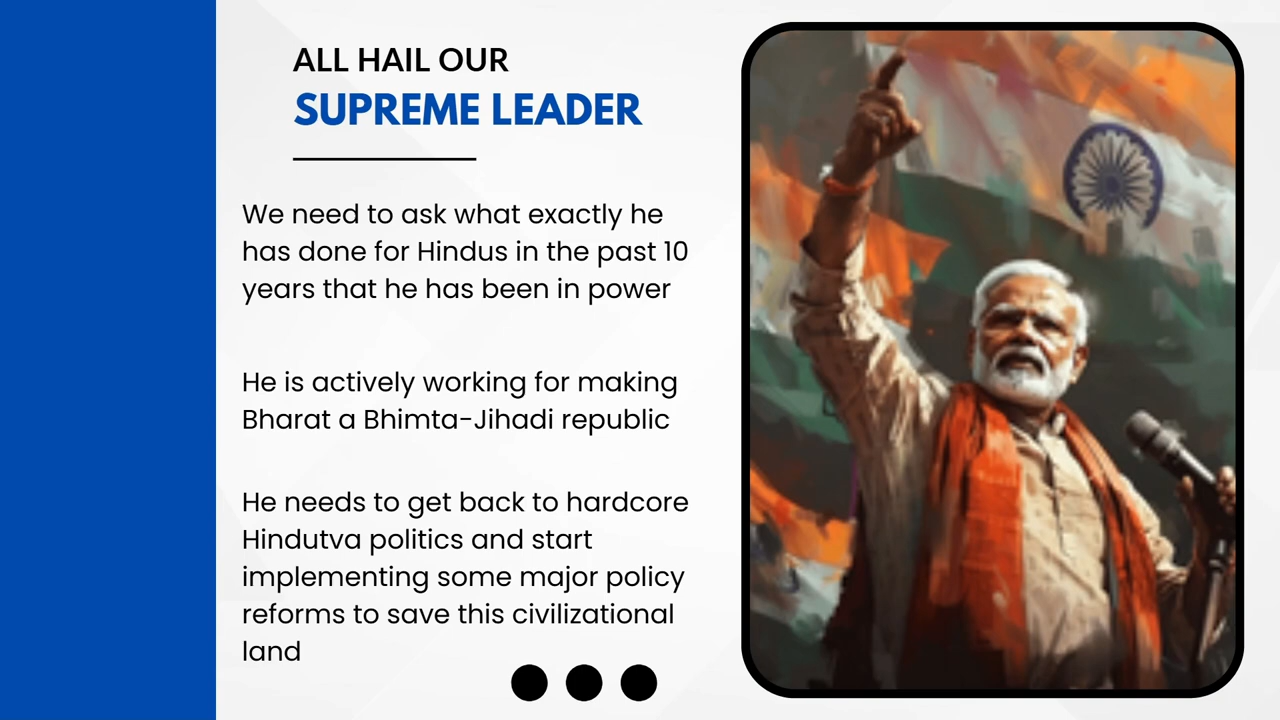 ALL HAIL OUR
SUPREME LEADER
We need to ask what exactly he
has done for Hindus in the past 10
years that he has been in power
He is actively working for making
Bharat a Bhimta-Jihadi republic
He needs to get back to hardcore
Hindutva politics and start
implementing some major policy
reforms to save this civilizational
land